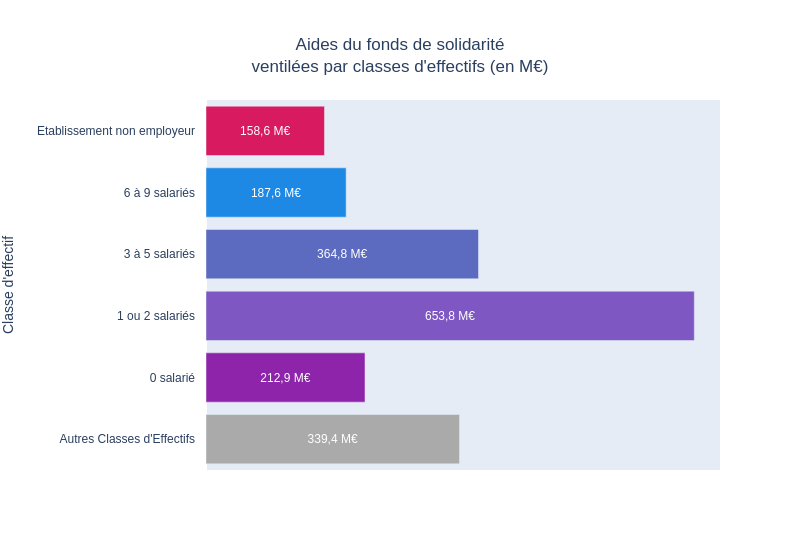 Aides du fonds de solidarité
ventilées par classes d'effectifs (en M€)
Classe d'effectif
Etablissement non employeur
158,6 M€
6 à 9 salariés
187,6 M€
3 à 5 salariés
364,8 M€
1 ou 2 salariés
653,8 M€
0 salarié
212,9 M€
Autres Classes d'Effectifs
339,4 M€